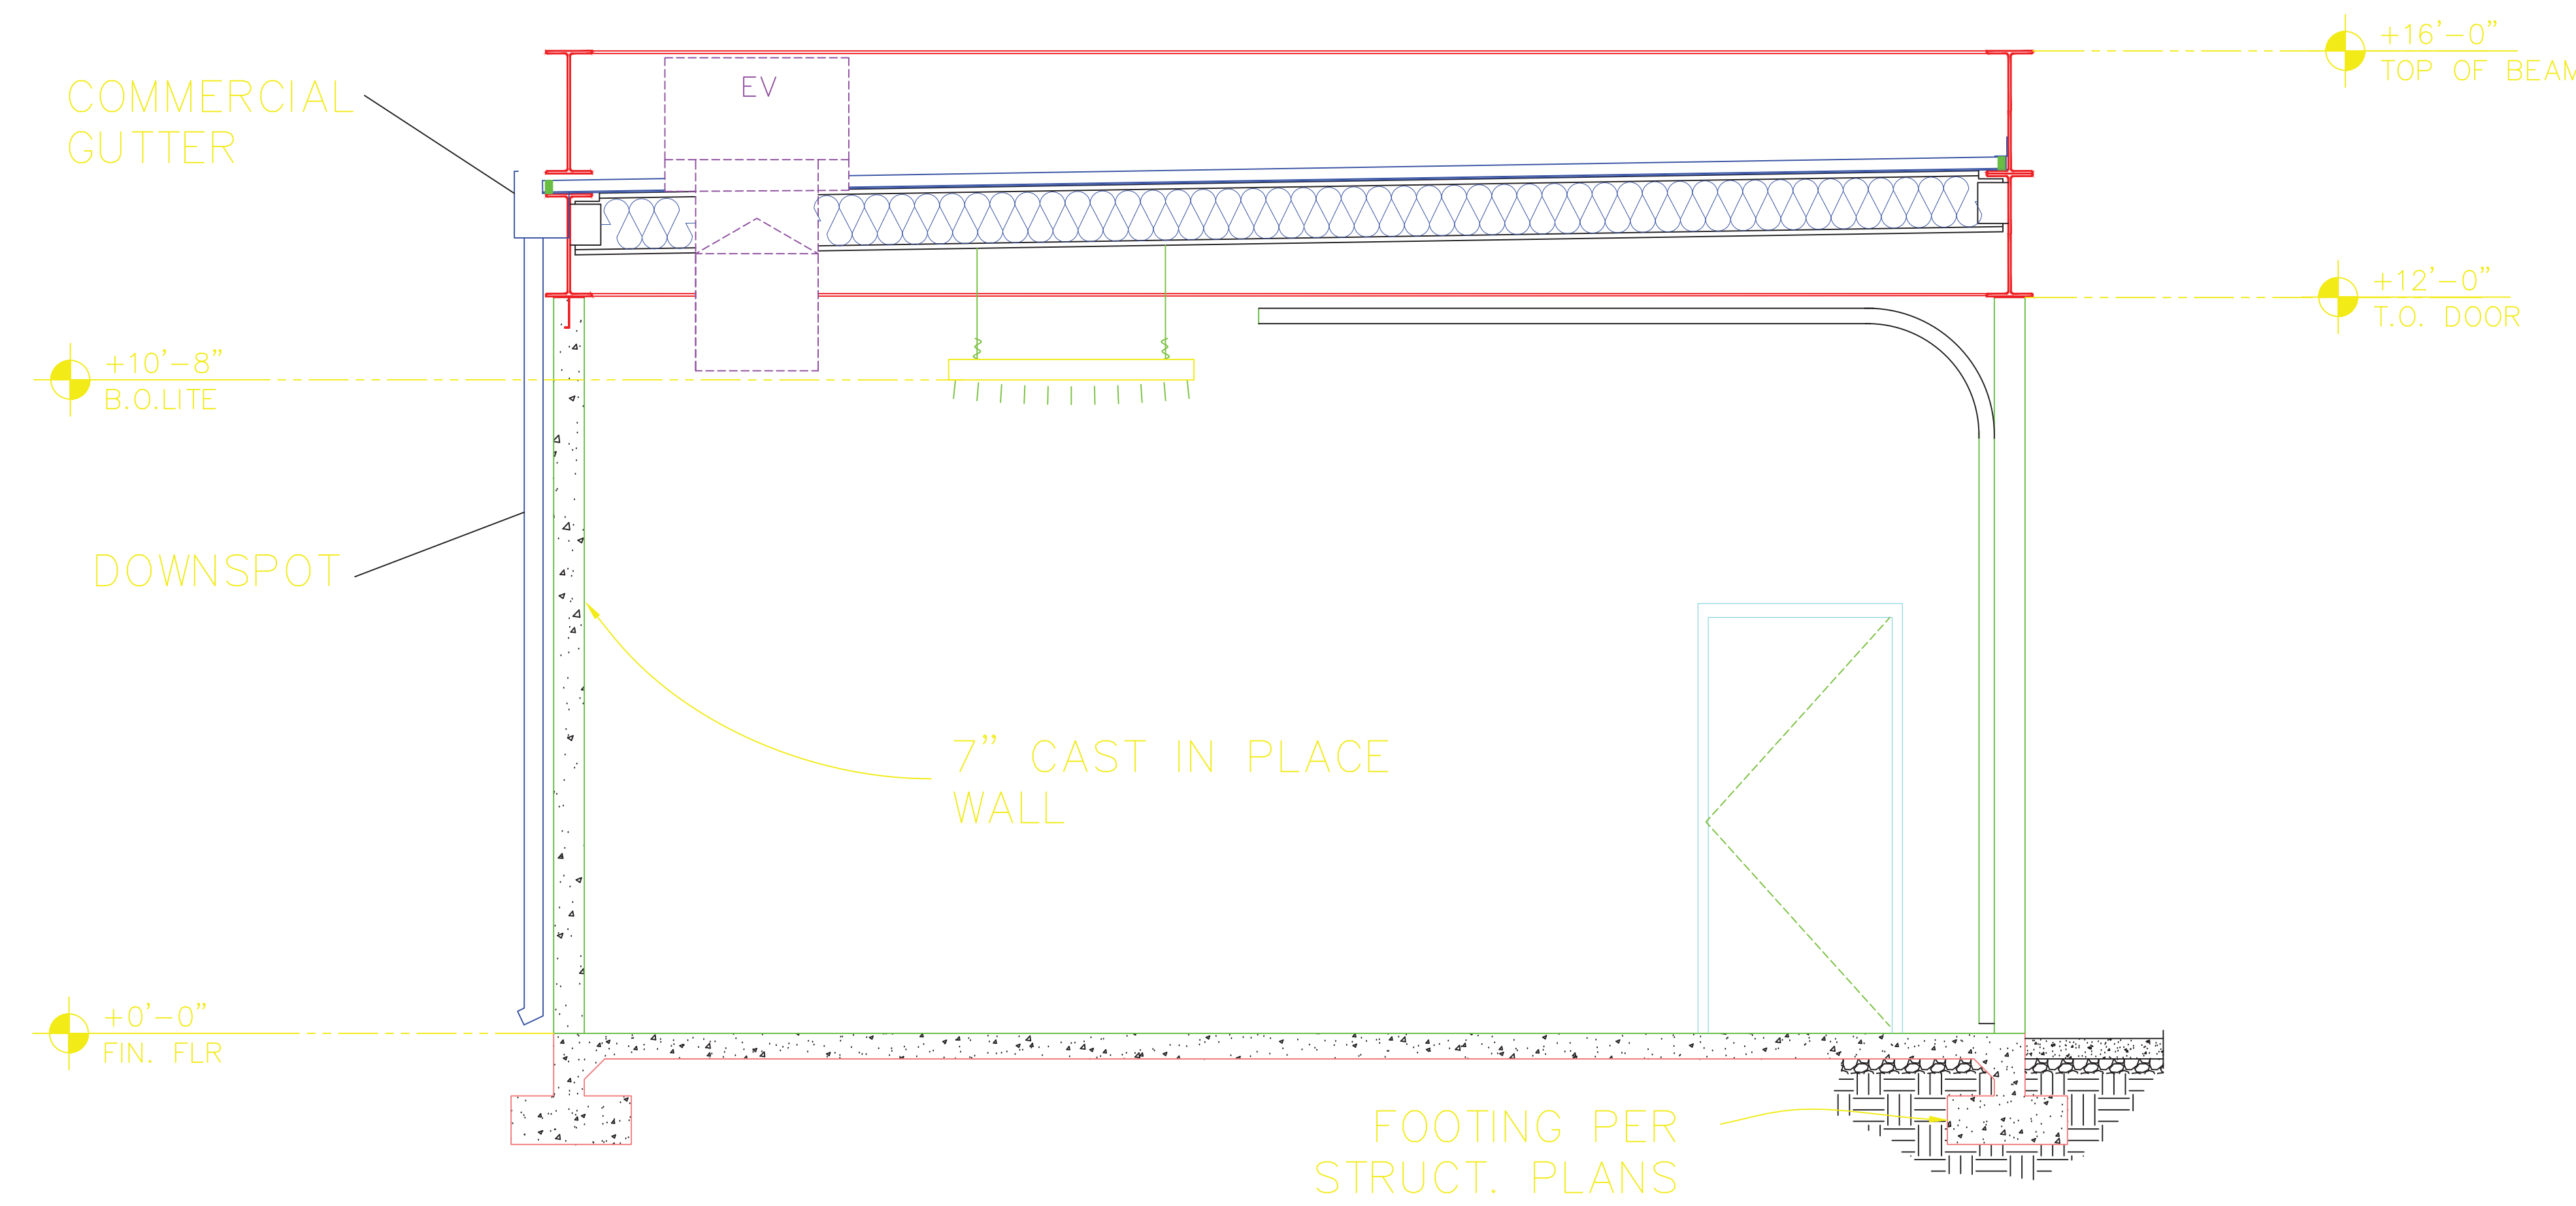 +16'-0"
TOP OF BEAM
EV
COMMERCIAL
GUTTER
+12'-0"
T.O. DOOR
+10'-8"
B.O.LITE
DOWNSPOT
7" CAST IN PLACE
WALL
+0'-0"
FIN. FLR
FOOTING PER
STRUCT. PLANS